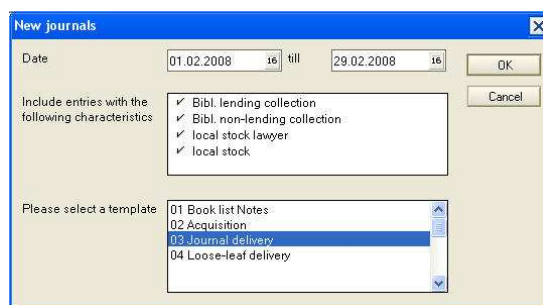 New journals
Date
01.02.2008 16 till 29.02.2008 16
OK
Cancel
Include entries with the
following characteristics
Bibl. lending collection
Bibl. non-lending collection
local stock lawyer
local stock
Please select a template
01 Book list Notes
02 Acquisition
03 Journal delivery
04 Loose-leaf delivery